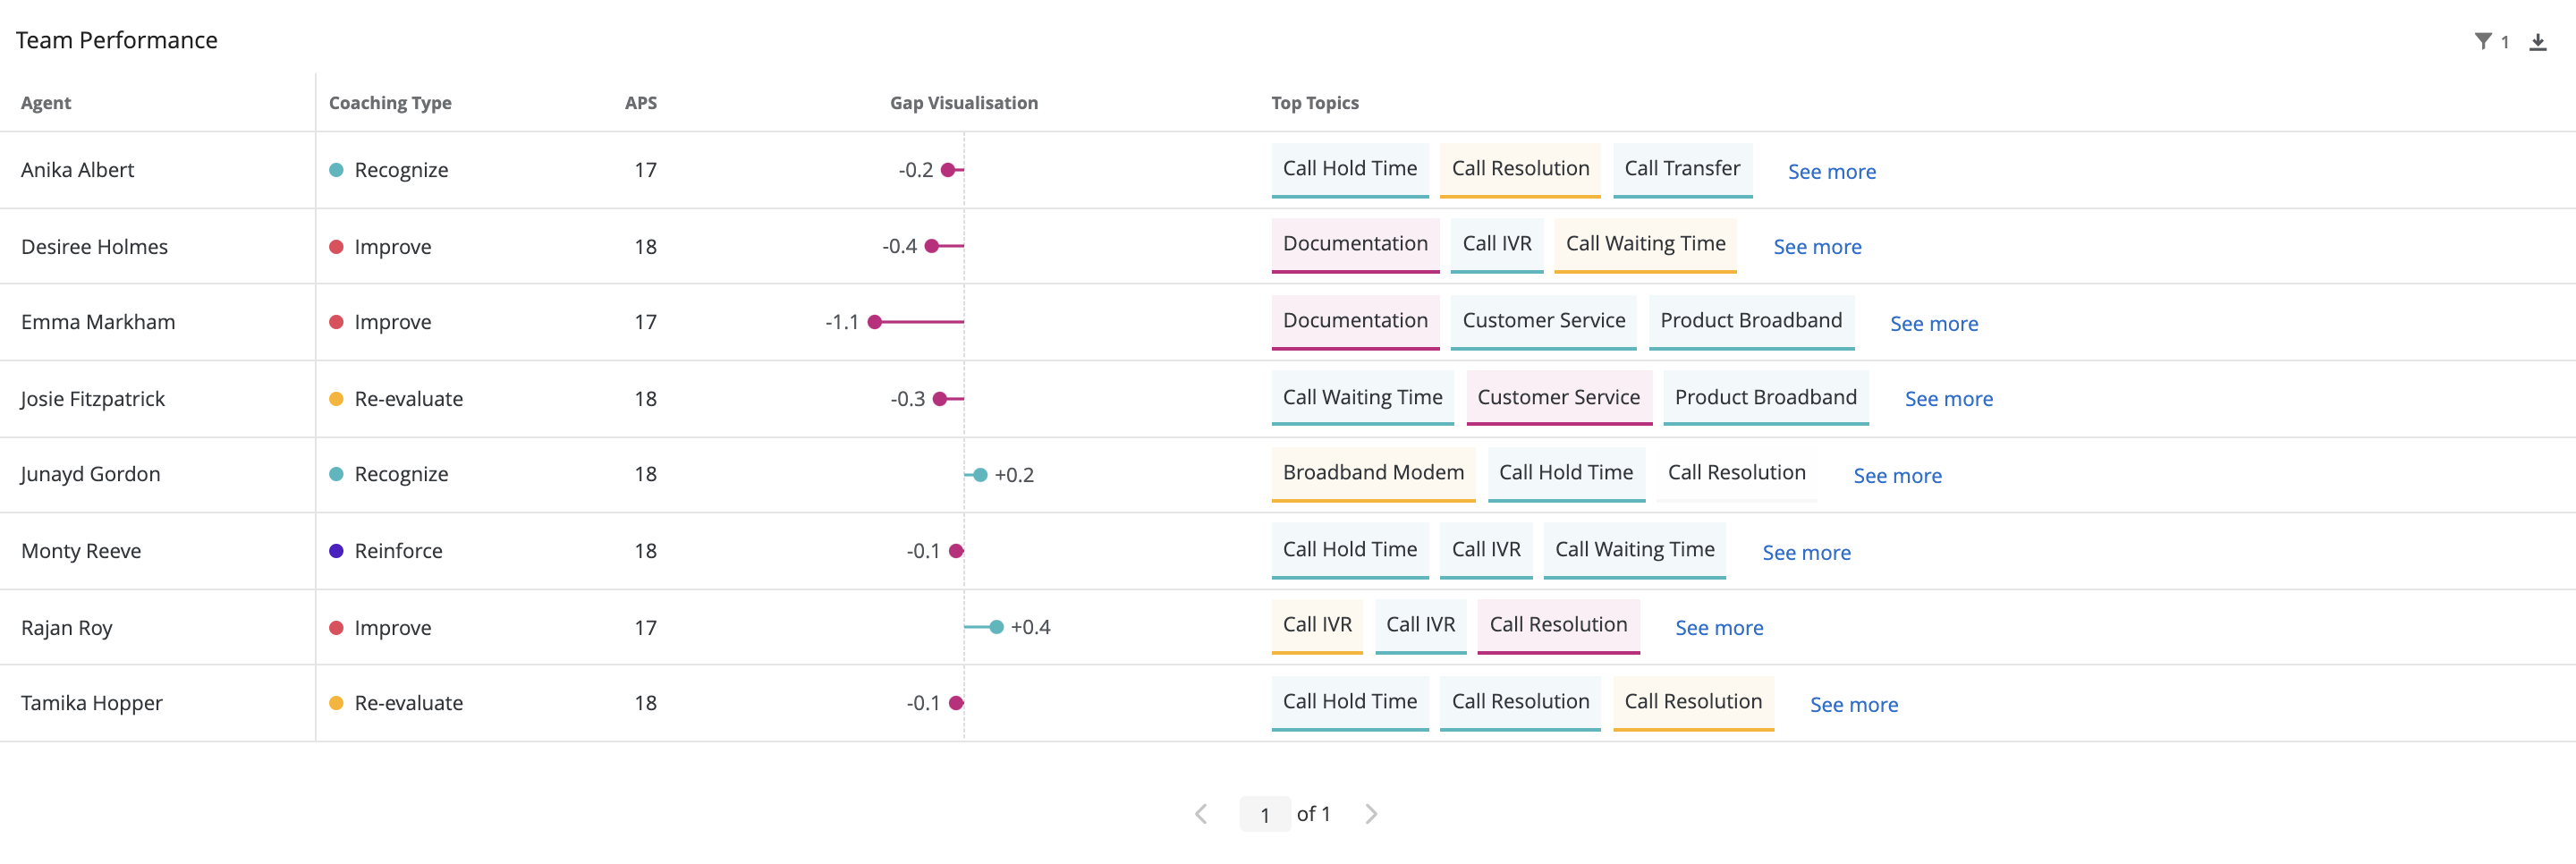 Team Performance 1
Agent Coaching Type APS Gap Visualisation Top Topics
Anika Albert Recognize 17 -0.2 Call Hold Time Call Resolution Call Transfer See more
Desiree Holmes Improve 18 -0.4 Documentation Call IVR Call Waiting Time See more
Emma Markham Improve 17 -1.1 Documentation Customer Service Product Broadband See more
Josie Fitzpatrick Re-evaluate 18 -0.3 Call Waiting Time Customer Service Product Broadband See more
Junayd Gordon Recognize 18 +0.2 Broadband Modem Call Hold Time Call Resolution See more
Monty Reeve Reinforce 18 -0.1 Call Hold Time Call IVR Call Waiting Time See more
Rajan Roy Improve 17 +0.4 Call IVR Call IVR Call Resolution See more
Tamika Hopper Re-evaluate 18 -0.1 Call Hold Time Call Resolution Call Resolution See more
1 of 1